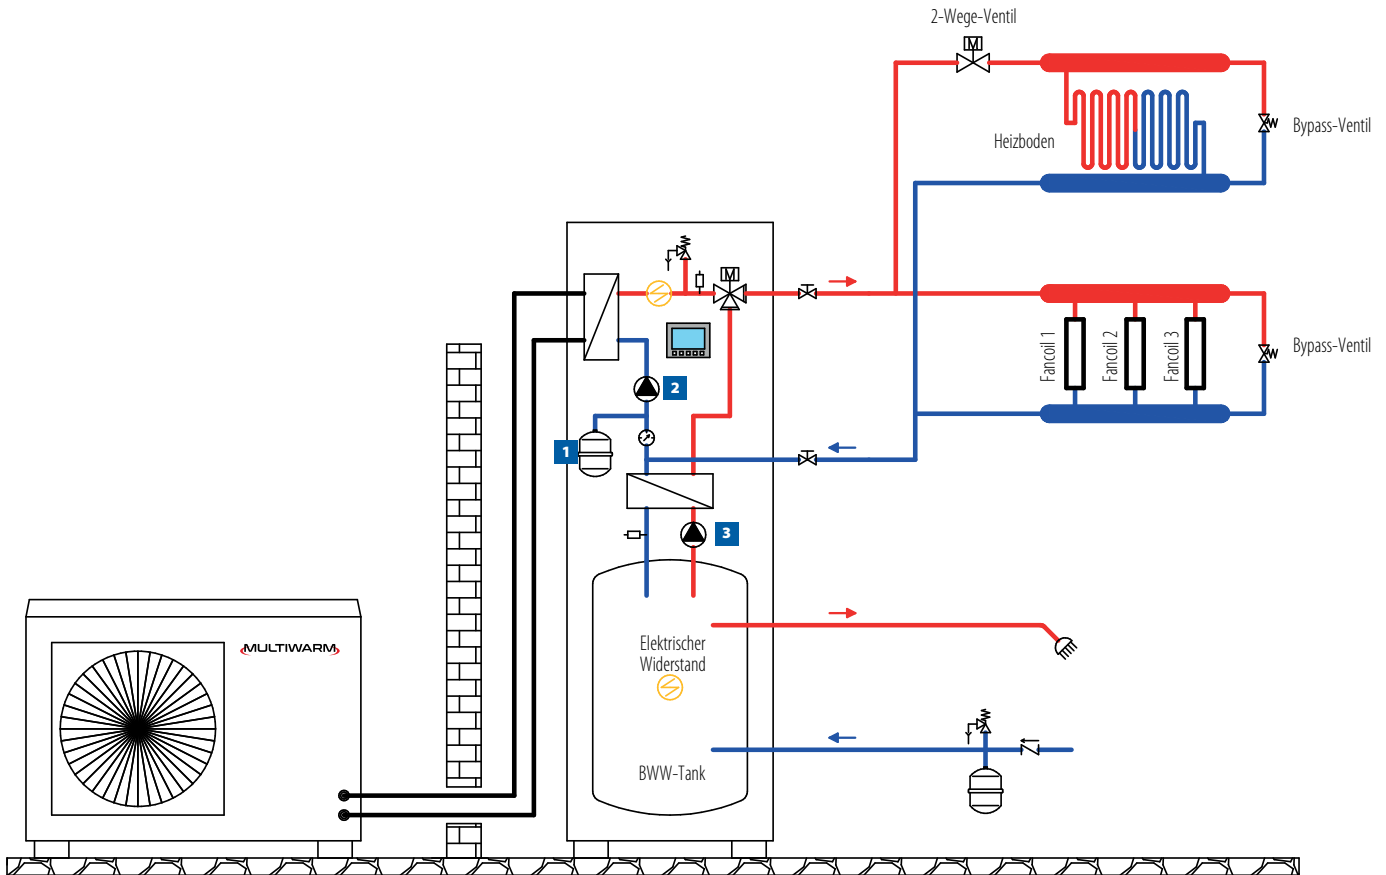 2-Wege-Ventil
Heizboden
Bypass-Ventil
Fancoil 1
Fancoil 2
Fancoil 3
Bypass-Ventil
M
M
2
1
3
MULTIWARM
Elektrischer
Widerstand
BWW-Tank